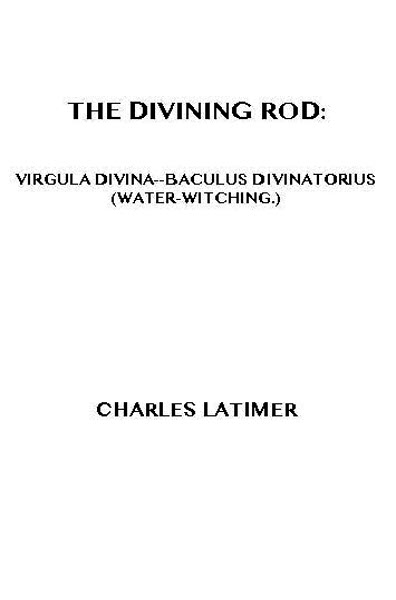 THE DIVINING ROD:
VIRGULA DIVINA--BACULUS DIVINATORIUS
(WATER-WITCHING.)
CHARLES LATIMER